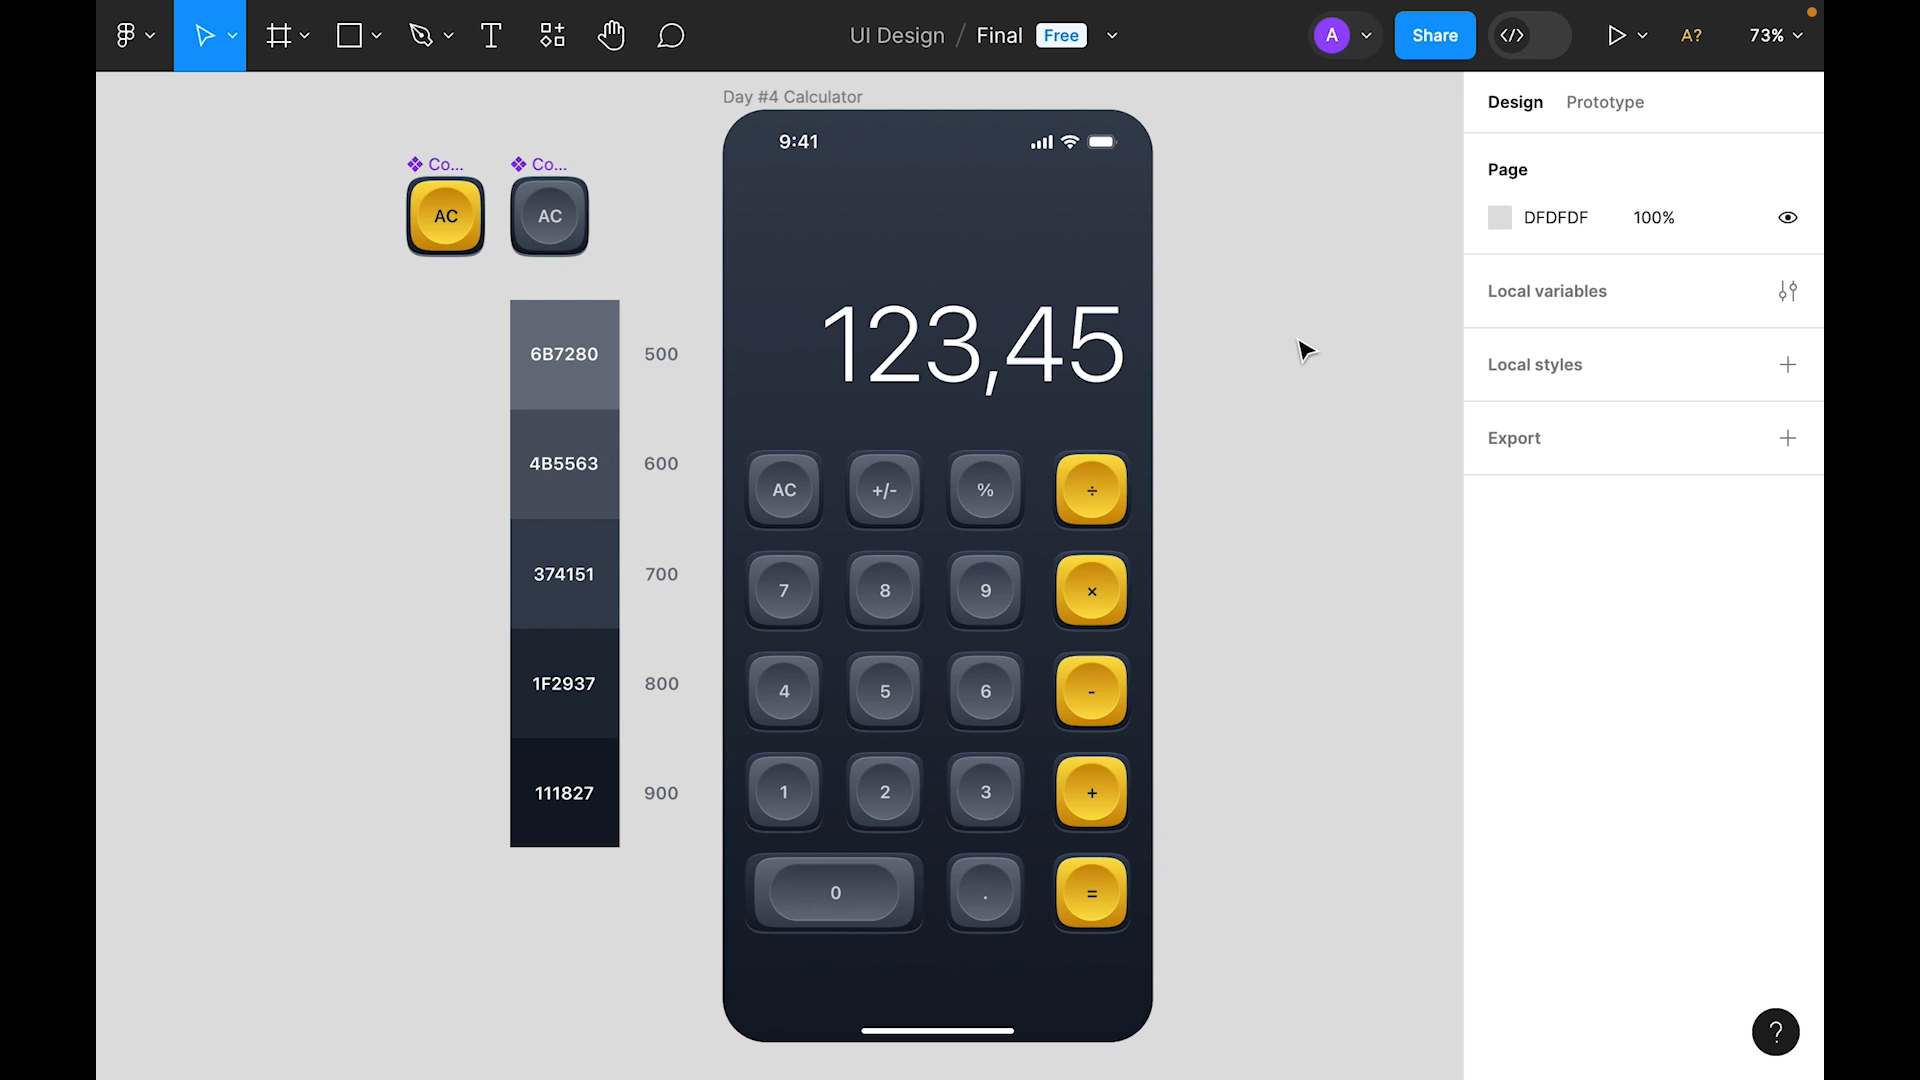 UI Design / Final Free
A
Share
A?
73%
Day #4 Calculator
Design Prototype
Page
DFDFDF 100%
Local variables
Local styles
Export
Co... Co...
AC AC
6B7280 500
4B5563 600
374151 700
1F2937 800
111827 900
9:41
123,45
AC +/- % ÷
7 8 9 ×
4 5 6 -
1 2 3 +
0 . =
?